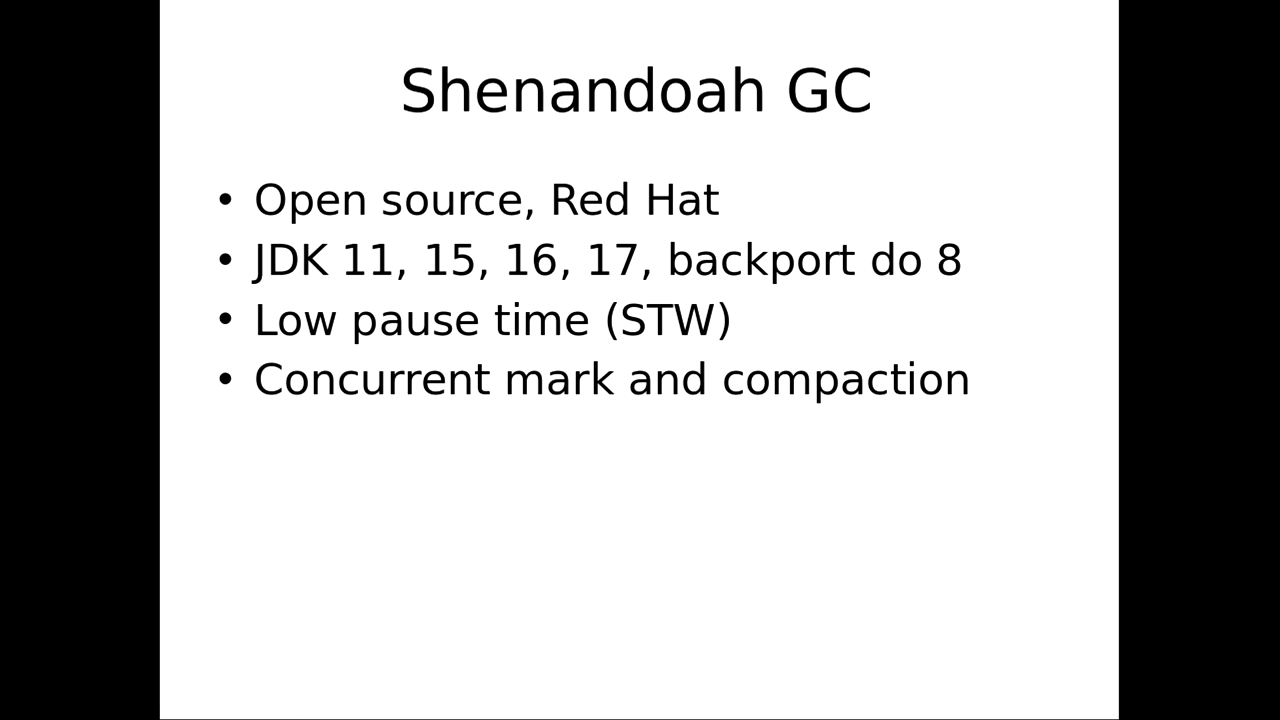 Shenandoah GC
• Open source, Red Hat
• JDK 11, 15, 16, 17, backport do 8
• Low pause time (STW)
• Concurrent mark and compaction